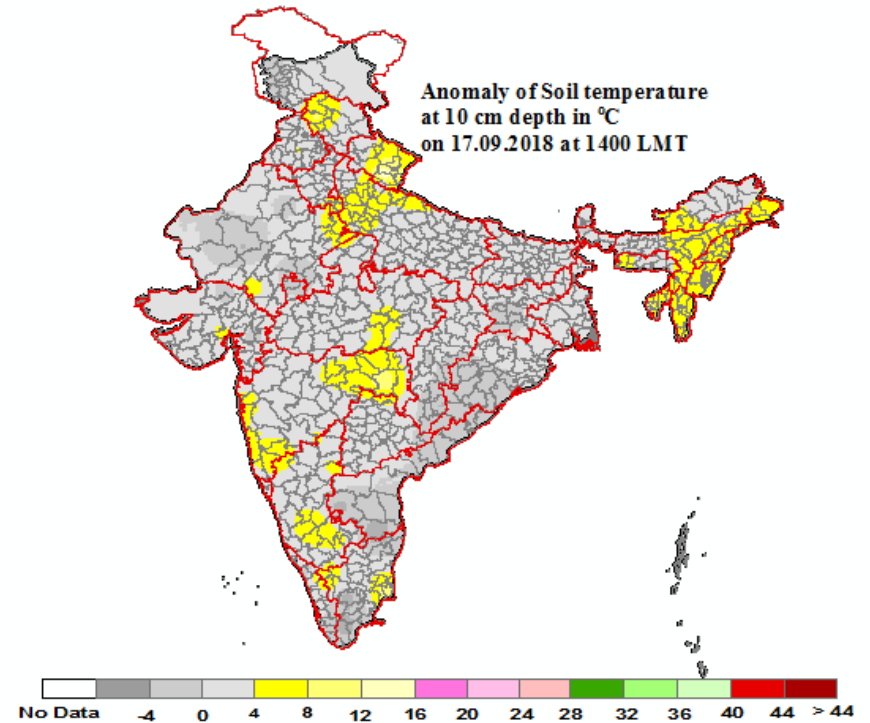 Anomaly of Soil temperature
at 10 cm depth in ºC
on 17.09.2018 at 1400 LMT
No Data -4 0 4 8 12 16 20 24 28 32 36 40 44 > 44